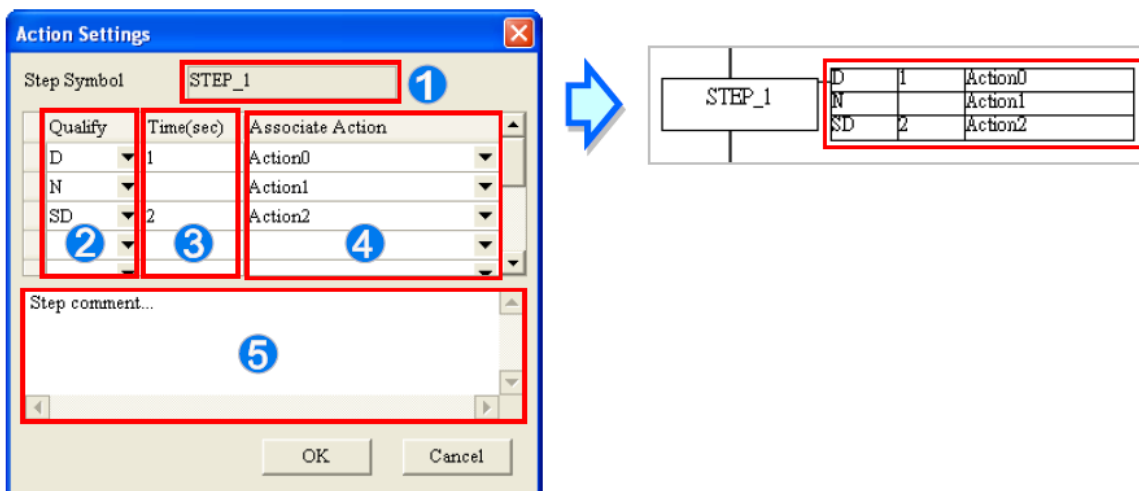 Action Settings
Step Symbol STEP_1 1
Qualify Time(sec) Associate Action
D 1 Action0
N Action1
SD 2 Action2
2 3 4
Step comment...
5
OK Cancel
STEP_1
D 1 Action0
N Action1
SD 2 Action2